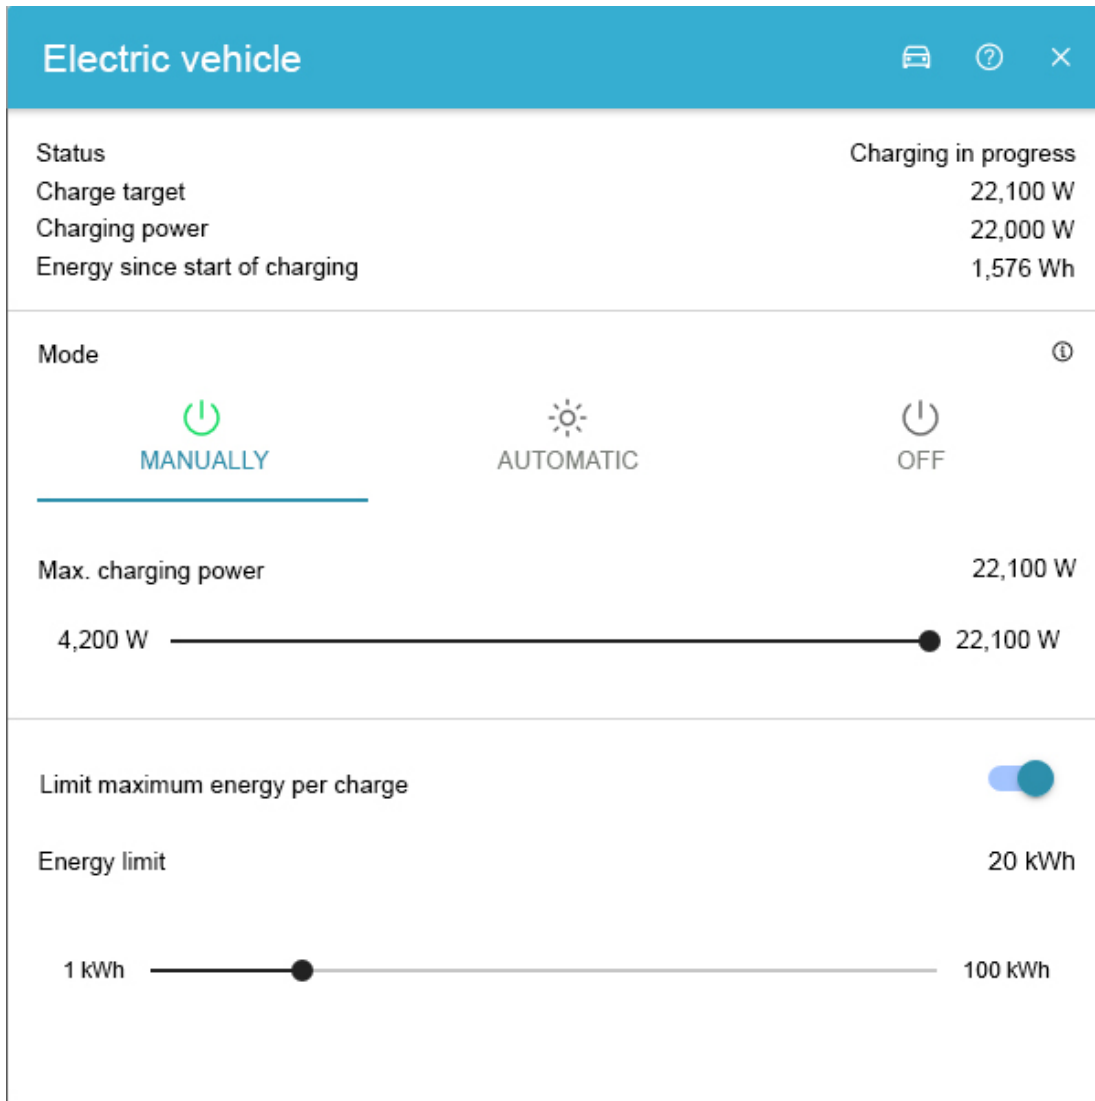 Electric vehicle
Status Charging in progress
Charge target 22,100 W
Charging power 22,000 W
Energy since start of charging 1,576 Wh
Mode
MANUALLY AUTOMATIC OFF
Max. charging power 22,100 W
4,200 W 22,100 W
Limit maximum energy per charge
Energy limit 20 kWh
1 kWh 100 kWh